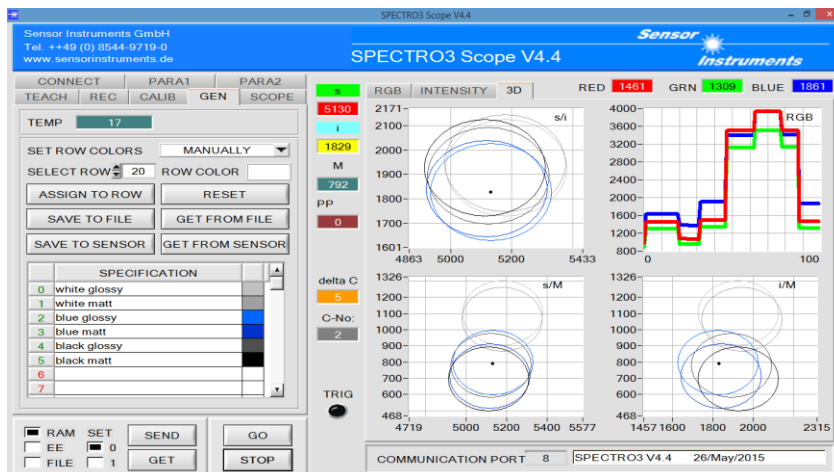 SPECTRO3 Scope V4.4
Sensor Instruments GmbH
Tel. ++49 (0) 8544-9719-0
www.sensorinstruments.de
SPECTRO3 Scope V4.4
Sensor
Instruments
CONNECT PARA1 PARA2
TEACH REC CALIB GEN SCOPE
TEMP 17
SET ROW COLORS MANUALLY
SELECT ROW 20 ROW COLOR
ASSIGN TO ROW RESET
SAVE TO FILE GET FROM FILE
SAVE TO SENSOR GET FROM SENSOR
SPECIFICATION
0 white glossy
1 white matt
2 blue glossy
3 blue matt
4 black glossy
5 black matt
6
7
RAM SET SEND GO
EE 0
FILE 1 GET STOP
s
5130
i
1829
M
792
PP
0
delta C
5
C-No:
2
TRIG
RGB INTENSITY 3D
RED 1461 GRN 1309 BLUE 1861
s/i
2171
2100
2000
1900
1800
1700
1601
4863 5000 5200 5433
RGB
4000
3600
3200
2800
2400
2000
1600
1200
800
0 100
s/M
1326
1200
1100
1000
900
800
700
600
468
4719 5000 5200 5400 5577
i/M
1326
1200
1100
1000
900
800
700
600
468
1457 1600 1800 2000 2315
COMMUNICATION PORT 8 SPECTRO3 V4.4 26/May/2015